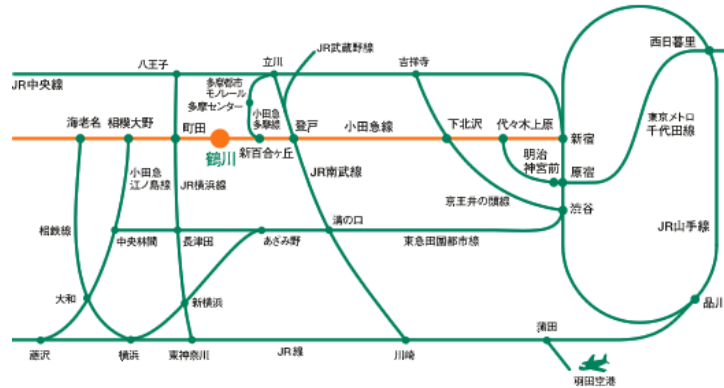 西日暮里
JR武蔵野線
八王子
立川
吉祥寺
JR中央線
多摩都市
モノレール
多摩センター
小田急
多摩線
東京メトロ
千代田線
海老名
相模大野
町田
鶴川
新百合ヶ丘
登戸
小田急線
下北沢
代々木上原
新宿
明治
神宮前
原宿
小田急
江ノ島線
JR横浜線
JR南武線
京王井の頭線
渋谷
相鉄線
中央林間
長津田
あざみ野
溝の口
東急田園都市線
JR山手線
大和
新横浜
品川
藤沢
横浜
東神奈川
JR線
川崎
蒲田
羽田空港